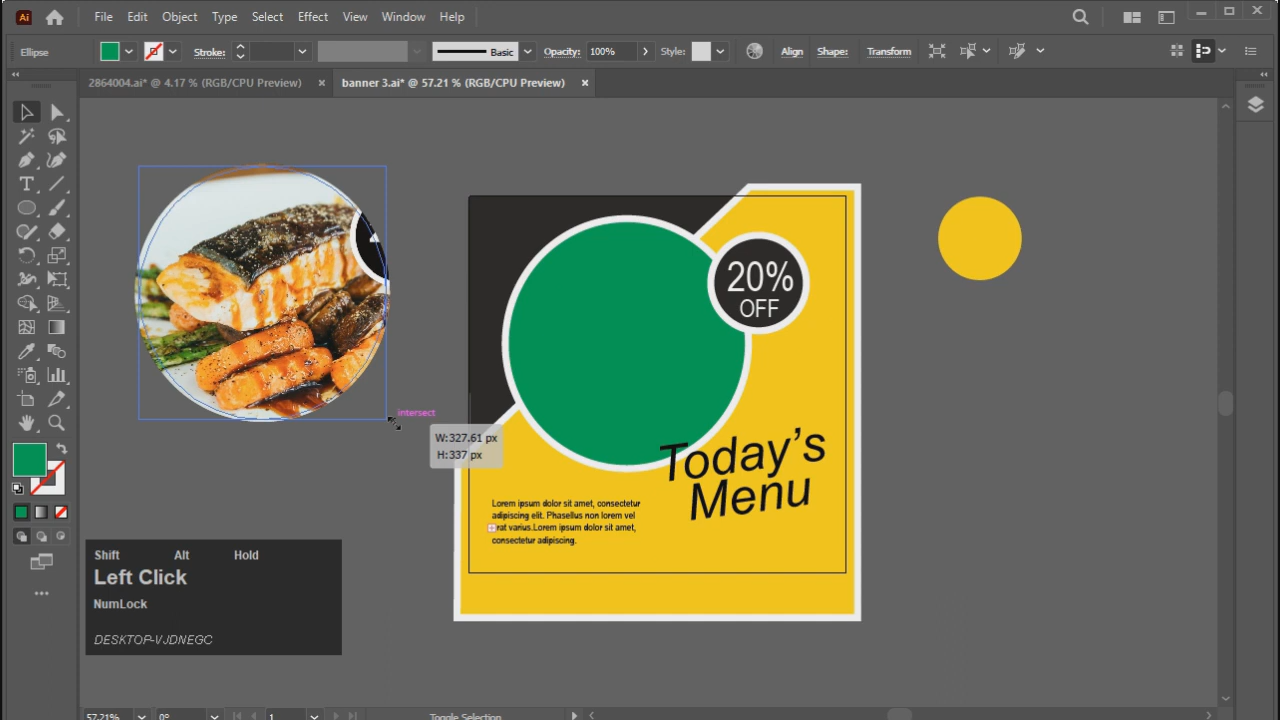 Ai File Edit Object Type Select Effect View Window Help
Ellipse Stroke: Basic Opacity: 100% Style: Align Shape: Transform
2864004.ai* @ 4.17 % (RGB/CPU Preview) × banner 3.ai* @ 57.21 % (RGB/CPU Preview) ×
20%
OFF
intersect
W:327.61 px
H:337 px
Today's
Menu
Lorem ipsum dolor sit amet, consectetur
adipiscing elit. Phasellus non lorem vel
rat varius.Lorem ipsum dolor sit amet,
consectetur adipiscing.
Shift Alt Hold
Left Click
NumLock
DESKTOP-VJDNEGC
57.21% 0° 1 Toggle Selection